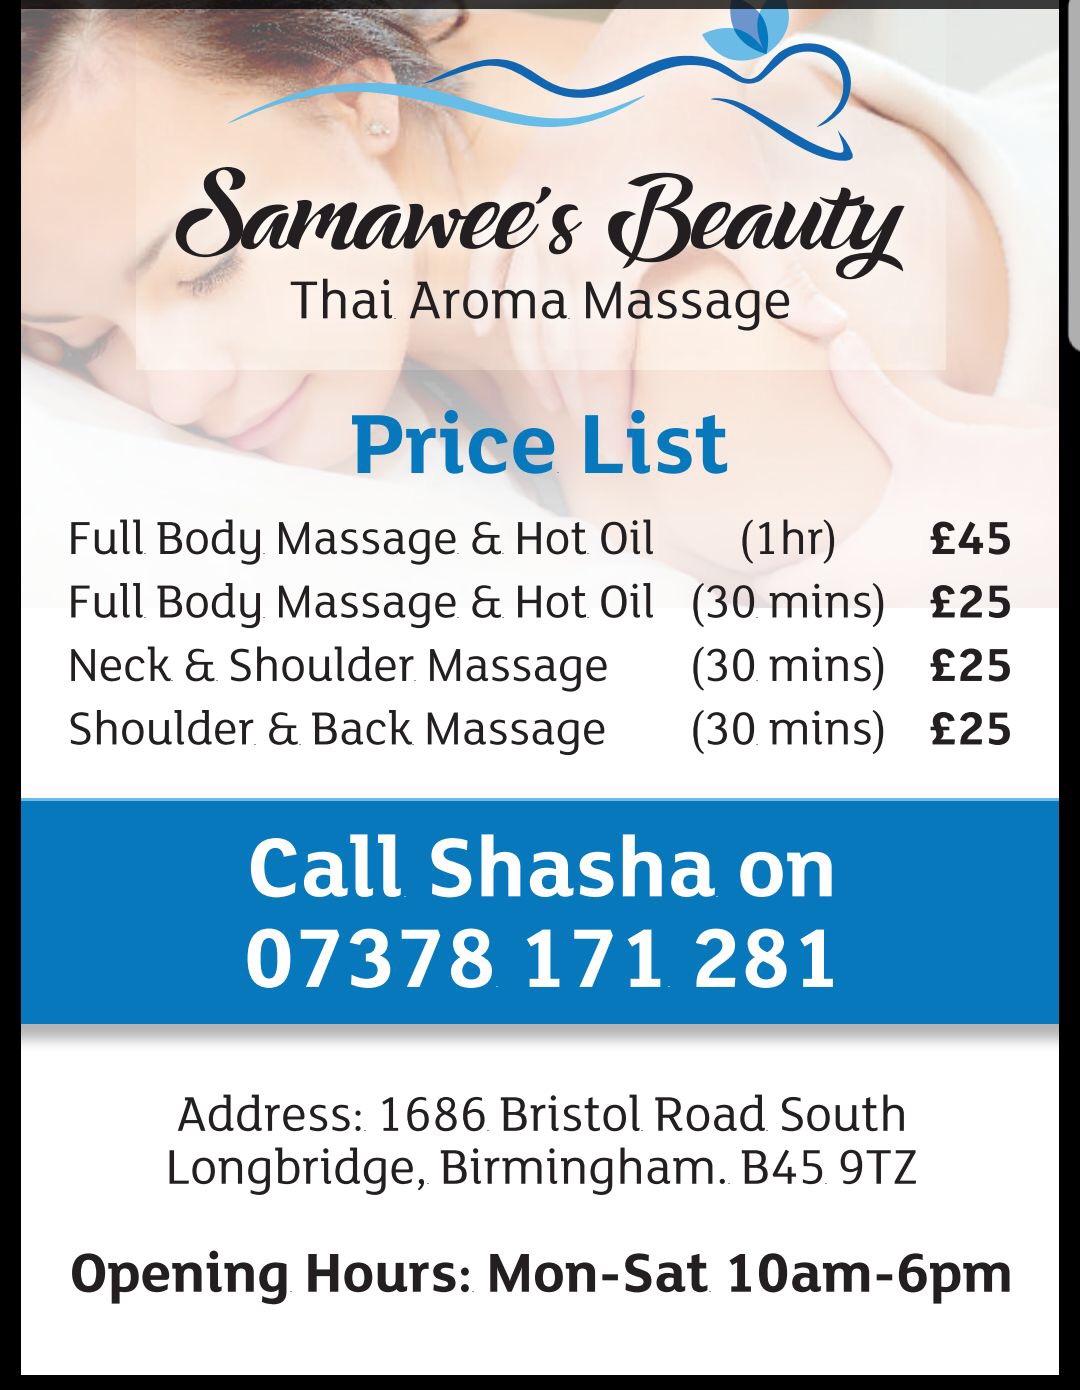 Samawee's Beauty
Thai Aroma Massage
Price List
Full Body Massage & Hot Oil (1hr) £45
Full Body Massage & Hot Oil (30 mins) £25
Neck & Shoulder Massage (30 mins) £25
Shoulder & Back Massage (30 mins) £25
Call Shasha on
07378 171 281
Address: 1686 Bristol Road South
Longbridge, Birmingham. B45 9TZ
Opening Hours: Mon-Sat 10am-6pm